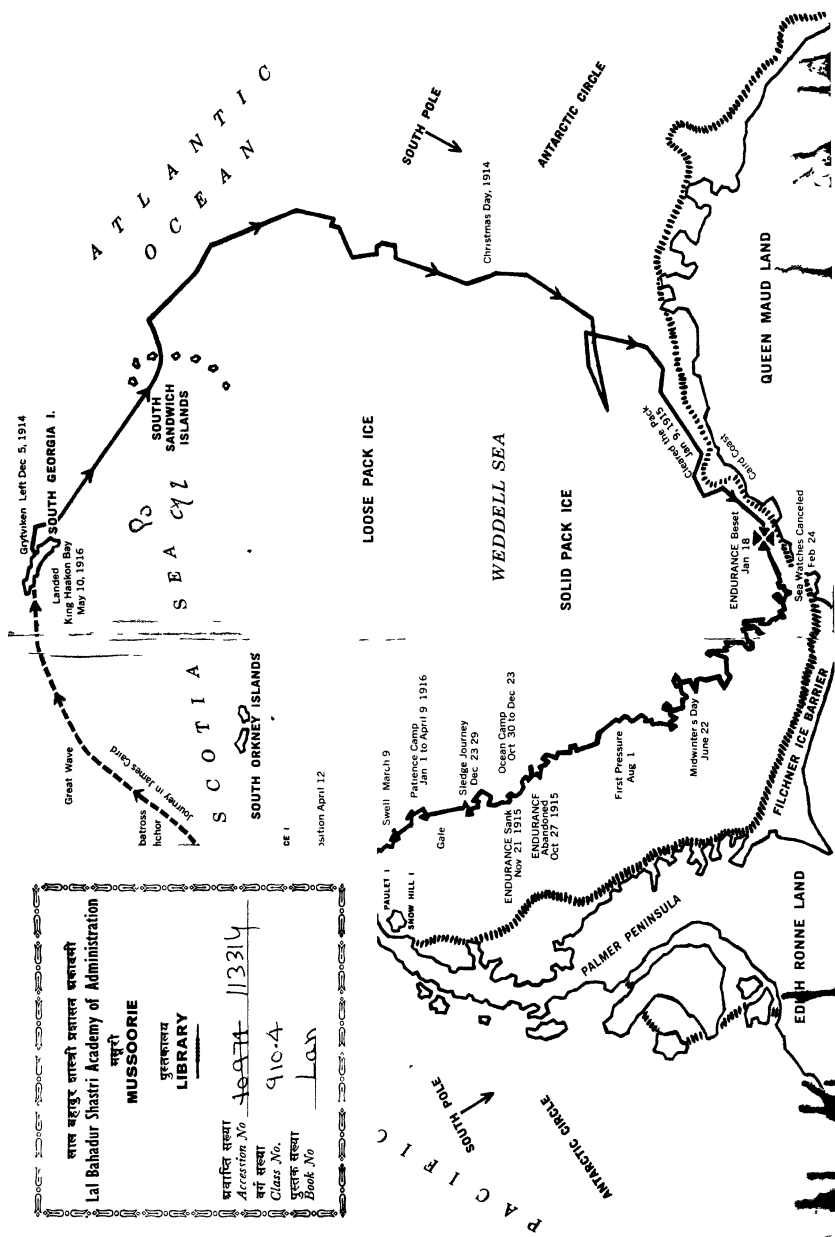 लाल बहादुर शास्त्री प्रशासन अकादमी
Lal Bahadur Shastri Academy of Administration
मसूरी
MUSSOORIE
पुस्तकालय
LIBRARY
अवाप्ति संख्या
Accession No 10974 113314
वर्ग संख्या
Class No. 910.4
पुस्तक संख्या
Book No Lan
Grytviken Left Dec 5, 1914
SOUTH GEORGIA I.
Landed
King Haakon Bay
May 10, 1916
Great Wave
Journey in James Caird
batross
hchor
SCOTIA SEA
SOUTH ORKNEY ISLANDS
SOUTH
SANDWICH
ISLANDS
ATLANTIC
OCEAN
DE I
osition April 12
LOOSE PACK ICE
SOUTH POLE
ANTARCTIC CIRCLE
Christmas Day, 1914
WEDDELL SEA
SOLID PACK ICE
Swell March 9
Patience Camp
Jan 1 to April 9 1916
Gale
Sledge Journey
Dec 23 29
Ocean Camp
Oct 30 to Dec 23
ENDURANCE Sank
Nov 21 1915
ENDURANCE
Abandoned
Oct 27 1915
First Pressure
Aug 1
Midwinter's Day
June 22
PAULET I
SNOW HILL I
PALMER PENINSULA
Cleared the Pack
Jan 9, 1915
Caird Coast
ENDURANCE Beset
Jan 18
Sea Watches Canceled
Feb 24
QUEEN MAUD LAND
FILCHNER ICE BARRIER
EDITH RONNE LAND
PACIFIC
SOUTH POLE
ANTARCTIC CIRCLE